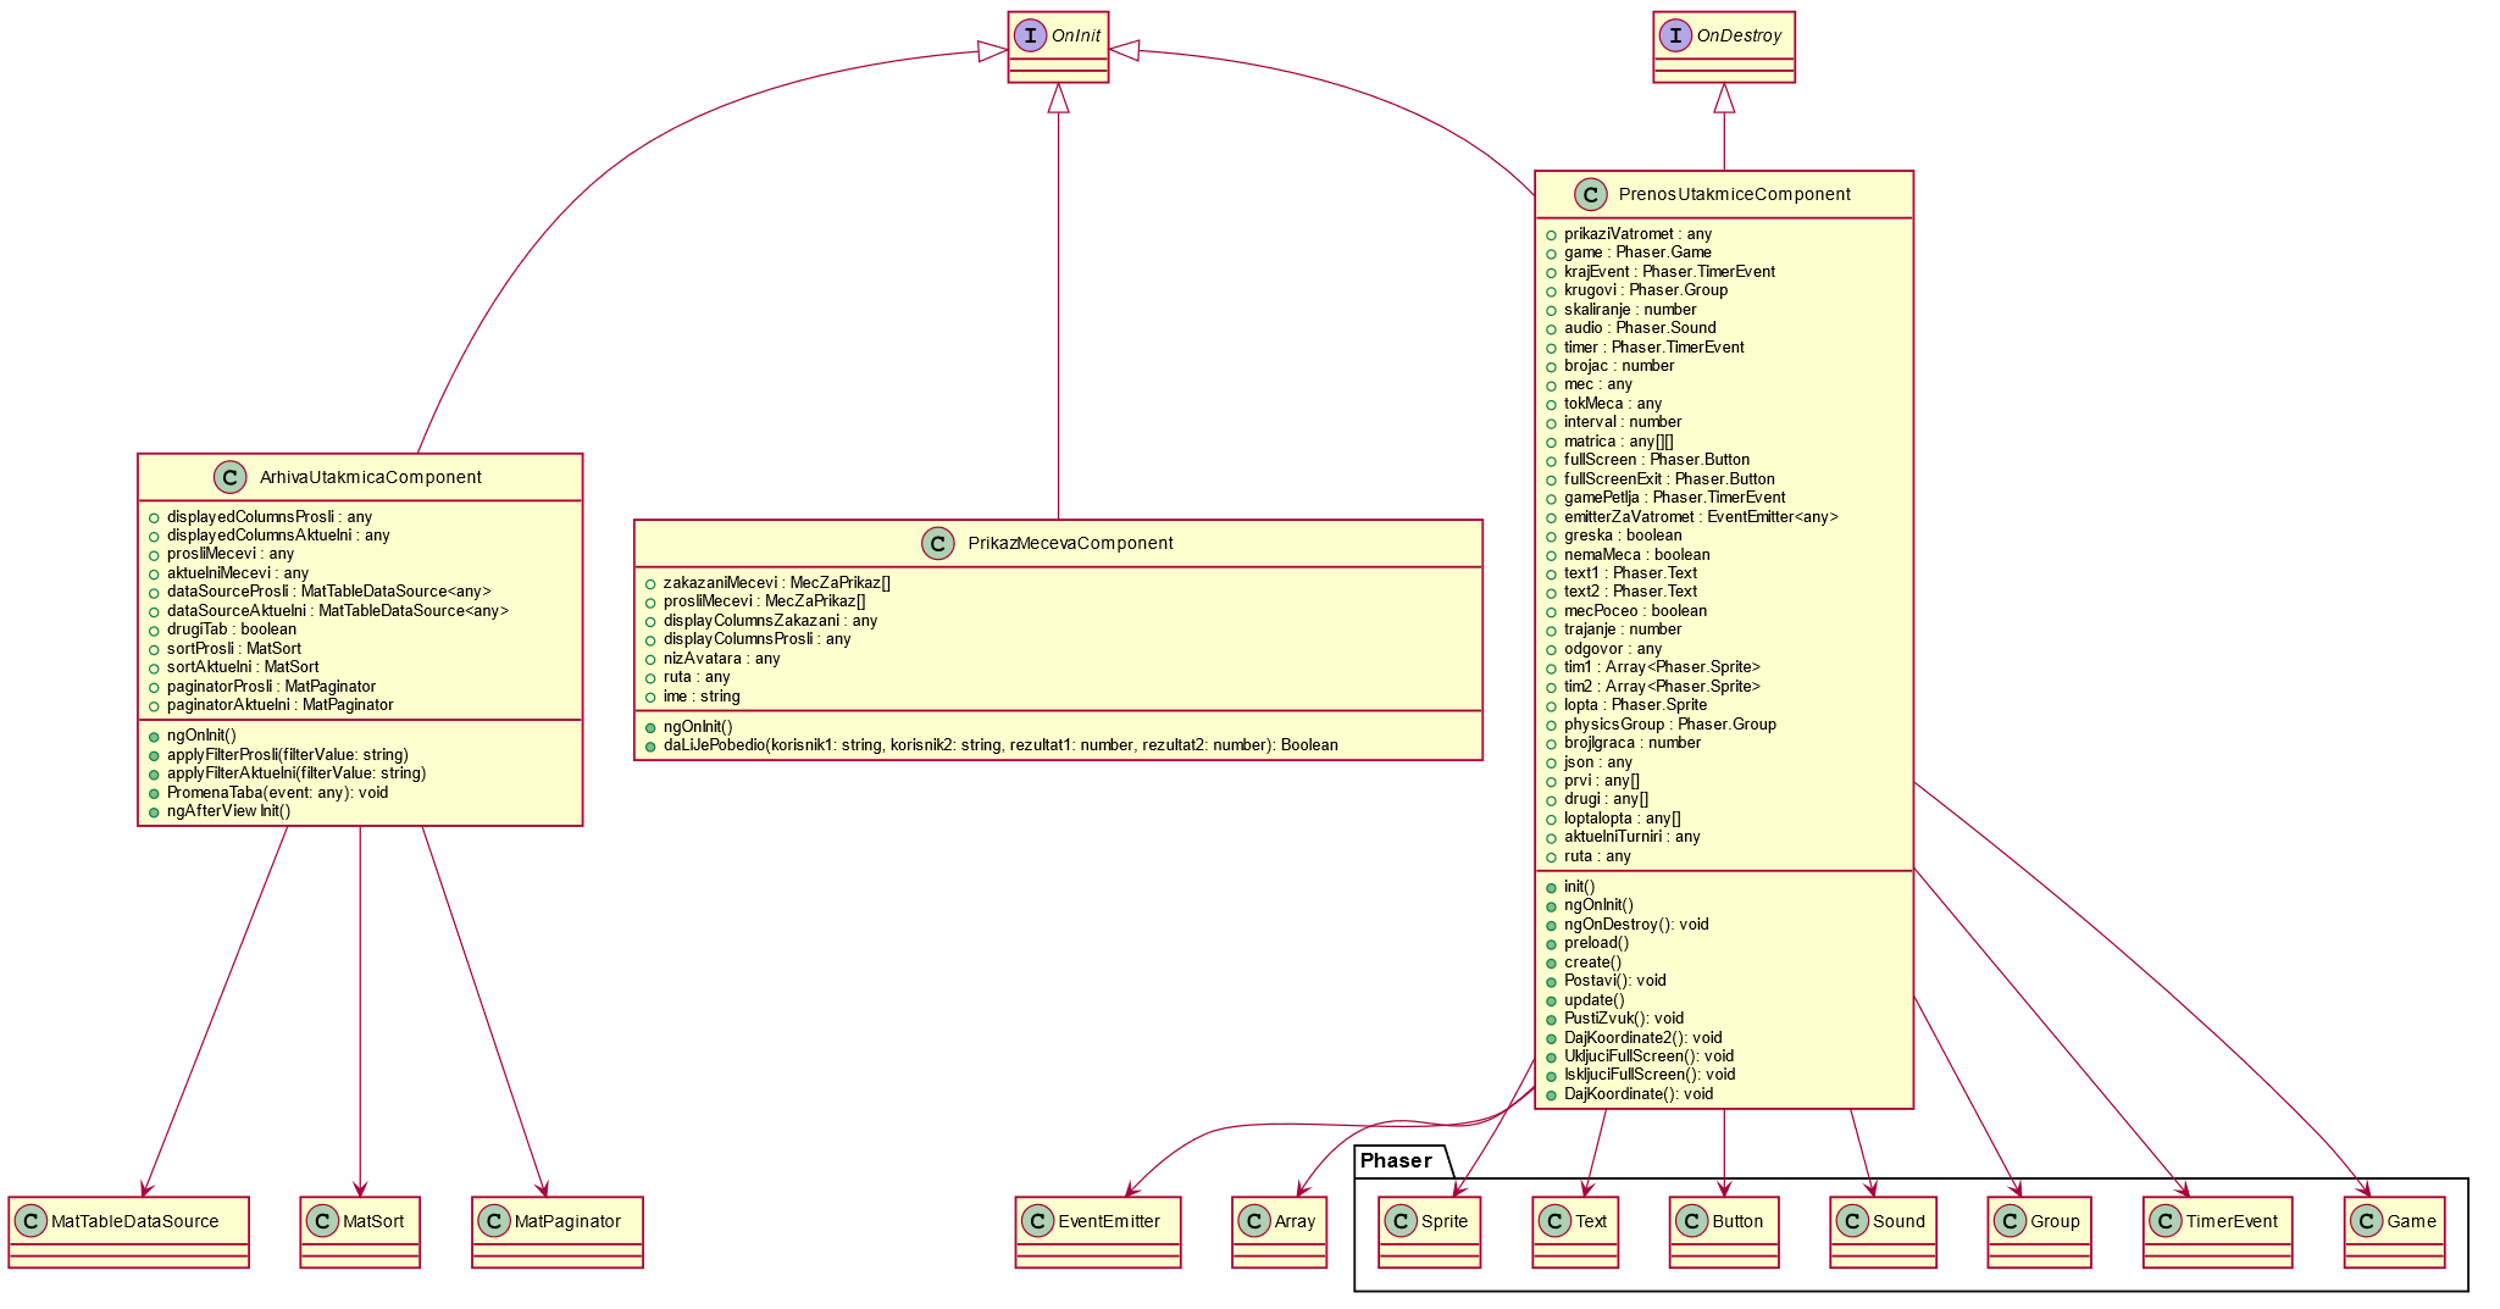 I OnInit
I OnDestroy
C PrenosUtakmiceComponent
prikaziVatromet : any
game : Phaser.Game
krajEvent : Phaser.TimerEvent
krugovi : Phaser.Group
skaliranje : number
audio : Phaser.Sound
timer : Phaser.TimerEvent
brojac : number
mec : any
tokMeca : any
interval : number
matrica : any[][]
fullScreen : Phaser.Button
fullScreenExit : Phaser.Button
gamePetlja : Phaser.TimerEvent
emitterZaVatromet : EventEmitter<any>
greska : boolean
nemaMeca : boolean
text1 : Phaser.Text
text2 : Phaser.Text
mecPoceo : boolean
trajanje : number
odgovor : any
tim1 : Array<Phaser.Sprite>
tim2 : Array<Phaser.Sprite>
lopta : Phaser.Sprite
physicsGroup : Phaser.Group
brojIgraca : number
json : any
prvi : any[]
drugi : any[]
loptalopta : any[]
aktuelniTurniri : any
ruta : any
init()
ngOnInit()
ngOnDestroy(): void
preload()
create()
Postavi(): void
update()
PustiZvuk(): void
DajKoordinate2(): void
UkljuciFullScreen(): void
IskljuciFullScreen(): void
DajKoordinate(): void
C ArhivaUtakmicaComponent
displayedColumnsProsli : any
displayedColumnsAktuelni : any
prosliMecevi : any
aktuelniMecevi : any
dataSourceProsli : MatTableDataSource<any>
dataSourceAktuelni : MatTableDataSource<any>
drugiTab : boolean
sortProsli : MatSort
sortAktuelni : MatSort
paginatorProsli : MatPaginator
paginatorAktuelni : MatPaginator
ngOnInit()
applyFilterProsli(filterValue: string)
applyFilterAktuelni(filterValue: string)
PromenaTaba(event: any): void
ngAfterViewInit()
C PrikazMecevaComponent
zakazaniMecevi : MecZaPrikaz[]
prosliMecevi : MecZaPrikaz[]
displayColumnsZakazani : any
displayColumnsProsli : any
nizAvatara : any
ruta : any
ime : string
ngOnInit()
daLiJePobedio(korisnik1: string, korisnik2: string, rezultat1: number, rezultat2: number): Boolean
Phaser
C MatTableDataSource
C MatSort
C MatPaginator
C EventEmitter
C Array
C Sprite
C Text
C Button
C Sound
C Group
C TimerEvent
C Game